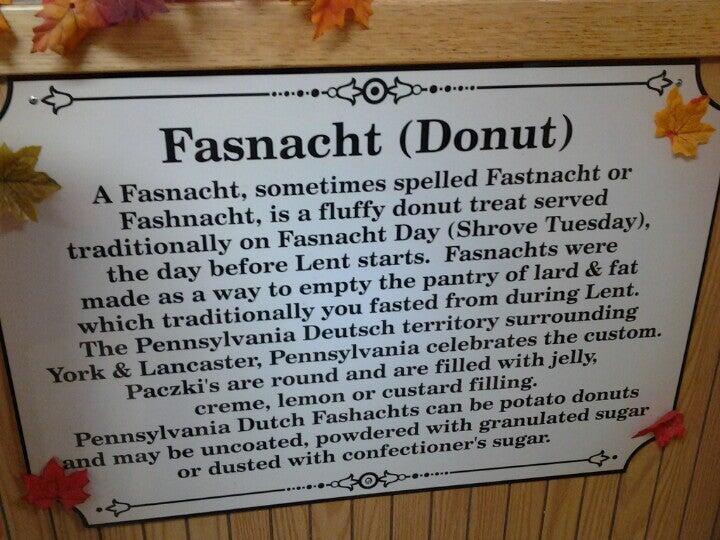 Fasnacht (Donut)
A Fasnacht, sometimes spelled Fastnacht or
Fashnacht, is a fluffy donut treat served
traditionally on Fasnacht Day (Shrove Tuesday),
the day before Lent starts. Fasnachts were
made as a way to empty the pantry of lard & fat
which traditionally you fasted from during Lent.
The Pennsylvania Deutsch territory surrounding
York & Lancaster, Pennsylvania celebrates the custom.
Paczki's are round and are filled with jelly,
creme, lemon or custard filling.
Pennsylvania Dutch Fashachts can be potato donuts
and may be uncoated, powdered with granulated sugar
or dusted with confectioner's sugar.